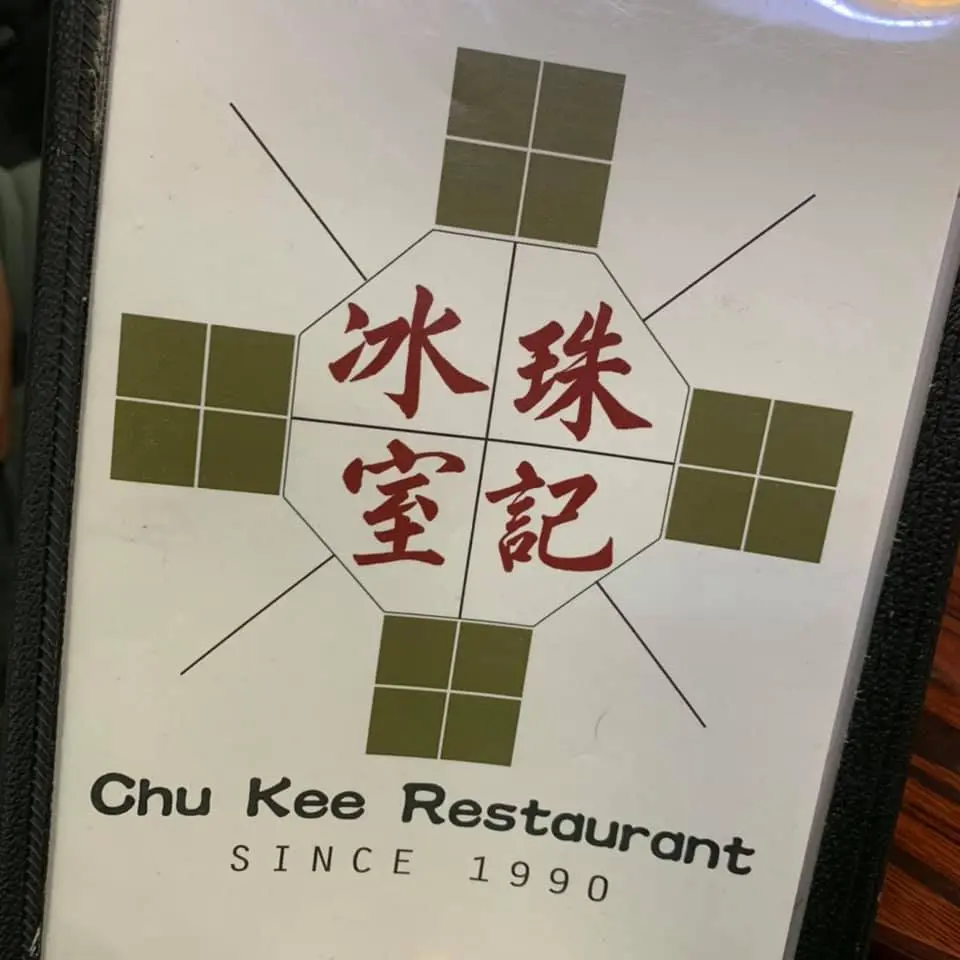 珠記
冰室
Chu Kee Restaurant
SINCE 1990